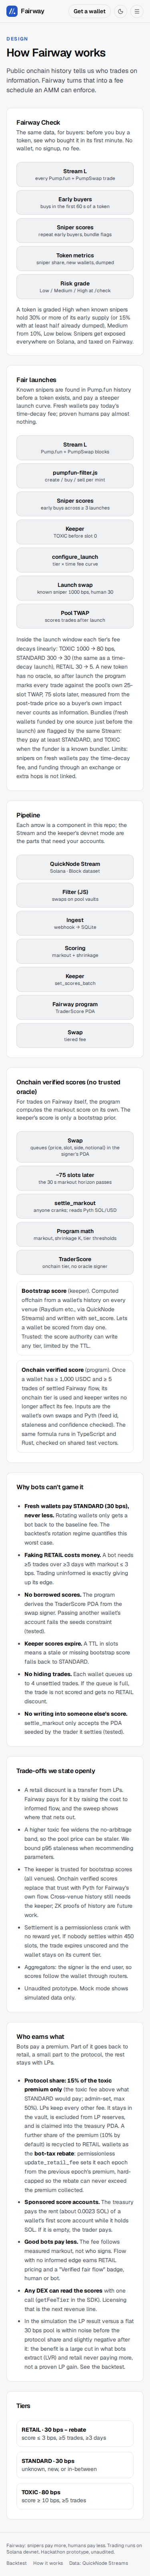 Fairway
Get a wallet
DESIGN
How Fairway works
Public onchain history tells us who trades on
information. Fairway turns that into a fee
schedule an AMM can enforce.
Fairway Check
The same data, for buyers: before you buy a
token, see who bought it in its first minute. No
wallet, no signup, no fee.
Stream L
every Pump.fun + PumpSwap trade
Early buyers
buys in the first 60 s of a token
Sniper scores
repeat early buyers, bundle flags
Token metrics
sniper share, new wallets, dumped
Risk grade
Low / Medium / High at /check
A token is graded High when known snipers
hold 30% or more of its early supply (or 15%
with at least half already dumped), Medium
from 10%, Low below. Snipers get exposed
everywhere on Solana, and taxed on Fairway.
Fair launches
Known snipers are found in Pump.fun history
before a token exists, and pay a steeper
launch curve. Fresh wallets pay today's
time-decay fee; proven humans pay almost
nothing.
Stream L
Pump.fun + PumpSwap blocks
pumpfun-filter.js
create / buy / sell per mint
Sniper scores
early buys across ≥ 3 launches
Keeper
TOXIC before slot 0
configure_launch
tier + time fee curve
Launch swap
known sniper 1000 bps, human 30
Pool TWAP
scores trades after launch
Inside the launch window each tier's fee
decays linearly: TOXIC 1000 → 80 bps,
STANDARD 300 → 30 (the same as a time-
decay launch), RETAIL 30 → 5. A new token
has no oracle, so after launch the program
marks every trade against the pool's own 25-
slot TWAP, 75 slots later, measured from the
post-trade price so a buyer's own impact
never counts as information. Bundles (fresh
wallets funded by one source just before the
launch) are flagged by the same Stream:
they pay at least STANDARD, and TOXIC
when the funder is a known bundler. Limits:
snipers on fresh wallets pay the time-decay
fee, and funding through an exchange or
extra hops is not linked.
Pipeline
Each arrow is a component in this repo; the
Stream and the keeper's devnet mode are
the parts that need your accounts.
QuickNode Stream
Solana · Block dataset
Filter (JS)
swaps on pool vaults
Ingest
webhook → SQLite
Scoring
markout + shrinkage
Keeper
set_scores_batch
Fairway program
TraderScore PDA
Swap
tiered fee
Onchain verified scores (no trusted
oracle)
For trades on Fairway itself, the program
computes the markout score on its own. The
keeper's score is only a bootstrap prior.
Swap
queues {price, slot, side, notional} in the
signer's PDA
~75 slots later
the 30 s markout horizon passes
settle_markout
anyone cranks; reads Pyth SOL/USD
Program math
markout, shrinkage K, tier thresholds
TraderScore
onchain tier, no oracle signer
Bootstrap score (keeper). Computed
offchain from a wallet's history on every
venue (Raydium etc., via QuickNode
Streams) and written with set_score. Lets
a wallet be scored from day one.
Trusted: the score authority can write
any tier, limited by the TTL.
Onchain verified score (program). Once
a wallet has 1,000 USDC and ≥ 5
trades of settled Fairway flow, its
onchain tier is used and keeper writes no
longer affect its fee. Inputs are the
wallet's own swaps and Pyth (feed id,
staleness and confidence checked). The
same formula runs in TypeScript and
Rust, checked on shared test vectors.
Why bots can't game it
Fresh wallets pay STANDARD (30 bps),
never less. Rotating wallets only gets a
bot back to the baseline fee. The
backtest's rotation regime quantifies this
worst case.
Faking RETAIL costs money. A bot needs
≥5 trades over ≥3 days with markout ≤ 3
bps. Trading uninformed is exactly giving
up its edge.
No borrowed scores. The program
derives the TraderScore PDA from the
swap signer. Passing another wallet's
account fails the seeds constraint
(tested).
Keeper scores expire. A TTL in slots
means a stale or missing bootstrap score
falls back to STANDARD.
No hiding trades. Each wallet queues up
to 4 unsettled trades. If the queue is full,
the trade is not scored and gets no RETAIL
discount.
No writing into someone else's score.
settle_markout only accepts the PDA
seeded by the trader it settles (tested).
Trade-offs we state openly
A retail discount is a transfer from LPs.
Fairway pays for it by raising the cost to
informed flow, and the sweep shows
where that nets out.
A higher toxic fee widens the no-arbitrage
band, so the pool price can be staler. We
bound p95 staleness when recommending
parameters.
The keeper is trusted for bootstrap scores
(all venues). Onchain verified scores
replace that trust with Pyth for Fairway's
own flow. Cross-venue history still needs
the keeper; ZK proofs of history are future
work.
Settlement is a permissionless crank with
no reward yet. If nobody settles within 450
slots, the trade expires unscored and the
wallet stays on its current tier.
Aggregators: the signer is the end user, so
scores follow the wallet through routers.
Unaudited prototype. Mock mode shows
simulated data only.
Who earns what
Bots pay a premium. Part of it goes back to
retail, a small part to the protocol, the rest
stays with LPs.
Protocol share: 15% of the toxic
premium only (the toxic fee above what
STANDARD would pay; admin-set, max
50%). LPs keep every other fee. It stays in
the vault, is excluded from LP reserves,
and is claimed into the treasury PDA. A
further share of the premium (10% by
default) is recycled to RETAIL wallets as
the bot-tax rebate: permissionless
update_retail_fee sets it each epoch
from the previous epoch's premium, hard-
capped so the rebate can never exceed
the premium collected.
Sponsored score accounts. The treasury
pays the rent (about 0.0023 SOL) of a
wallet's first score account while it holds
SOL. If it is empty, the trader pays.
Good bots pay less. The fee follows
measured markout, not who signs. Flow
with no informed edge earns RETAIL
pricing and a "Verified fair flow" badge,
human or bot.
Any DEX can read the scores with one
call (getFeeTier in the SDK). Licensing
that is the next revenue line.
In the simulation the LP result versus a flat
30 bps pool is within noise before the
protocol share and slightly negative after
it: the benefit is a large cut in what bots
extract (LVR) and retail never paying more,
not a proven LP gain. See the backtest.
Tiers
RETAIL · 30 bps − rebate
score ≤ 3 bps, ≥5 trades, ≥3 days
STANDARD · 30 bps
unknown, new, or in-between
TOXIC · 80 bps
score ≥ 10 bps, ≥5 trades
Fairway: snipers pay more, humans pay less. Trading runs on
Solana devnet. Hackathon prototype, unaudited.
Backtest How it works Data: QuickNode Streams